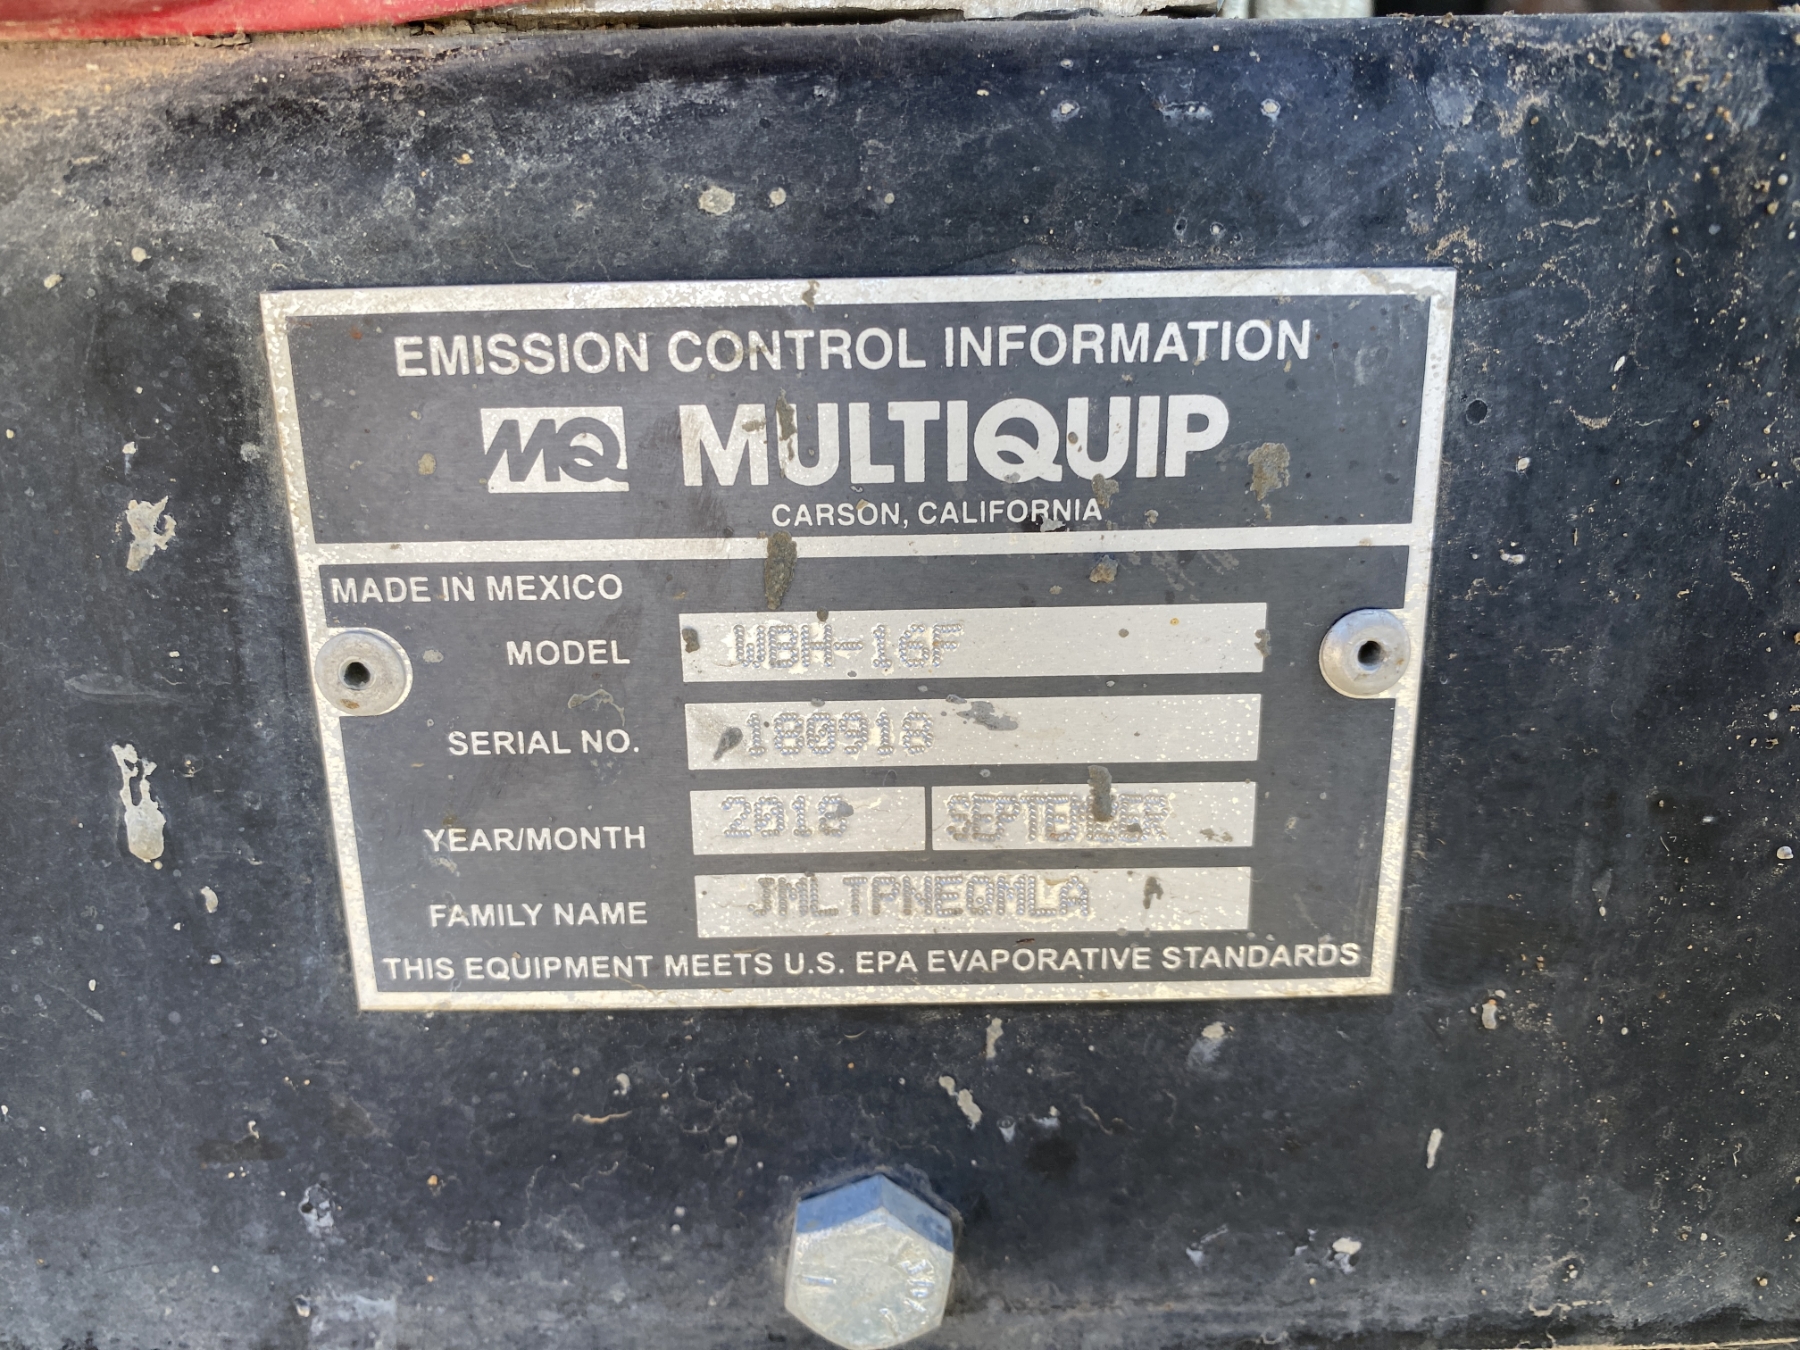 EMISSION CONTROL INFORMATION
MQ MULTIQUIP
CARSON, CALIFORNIA
MADE IN MEXICO
MODEL WBH-16F
SERIAL NO. 180918
YEAR/MONTH 2018 SEPTEMBER
FAMILY NAME JMLTPNEQMLA
THIS EQUIPMENT MEETS U.S. EPA EVAPORATIVE STANDARDS